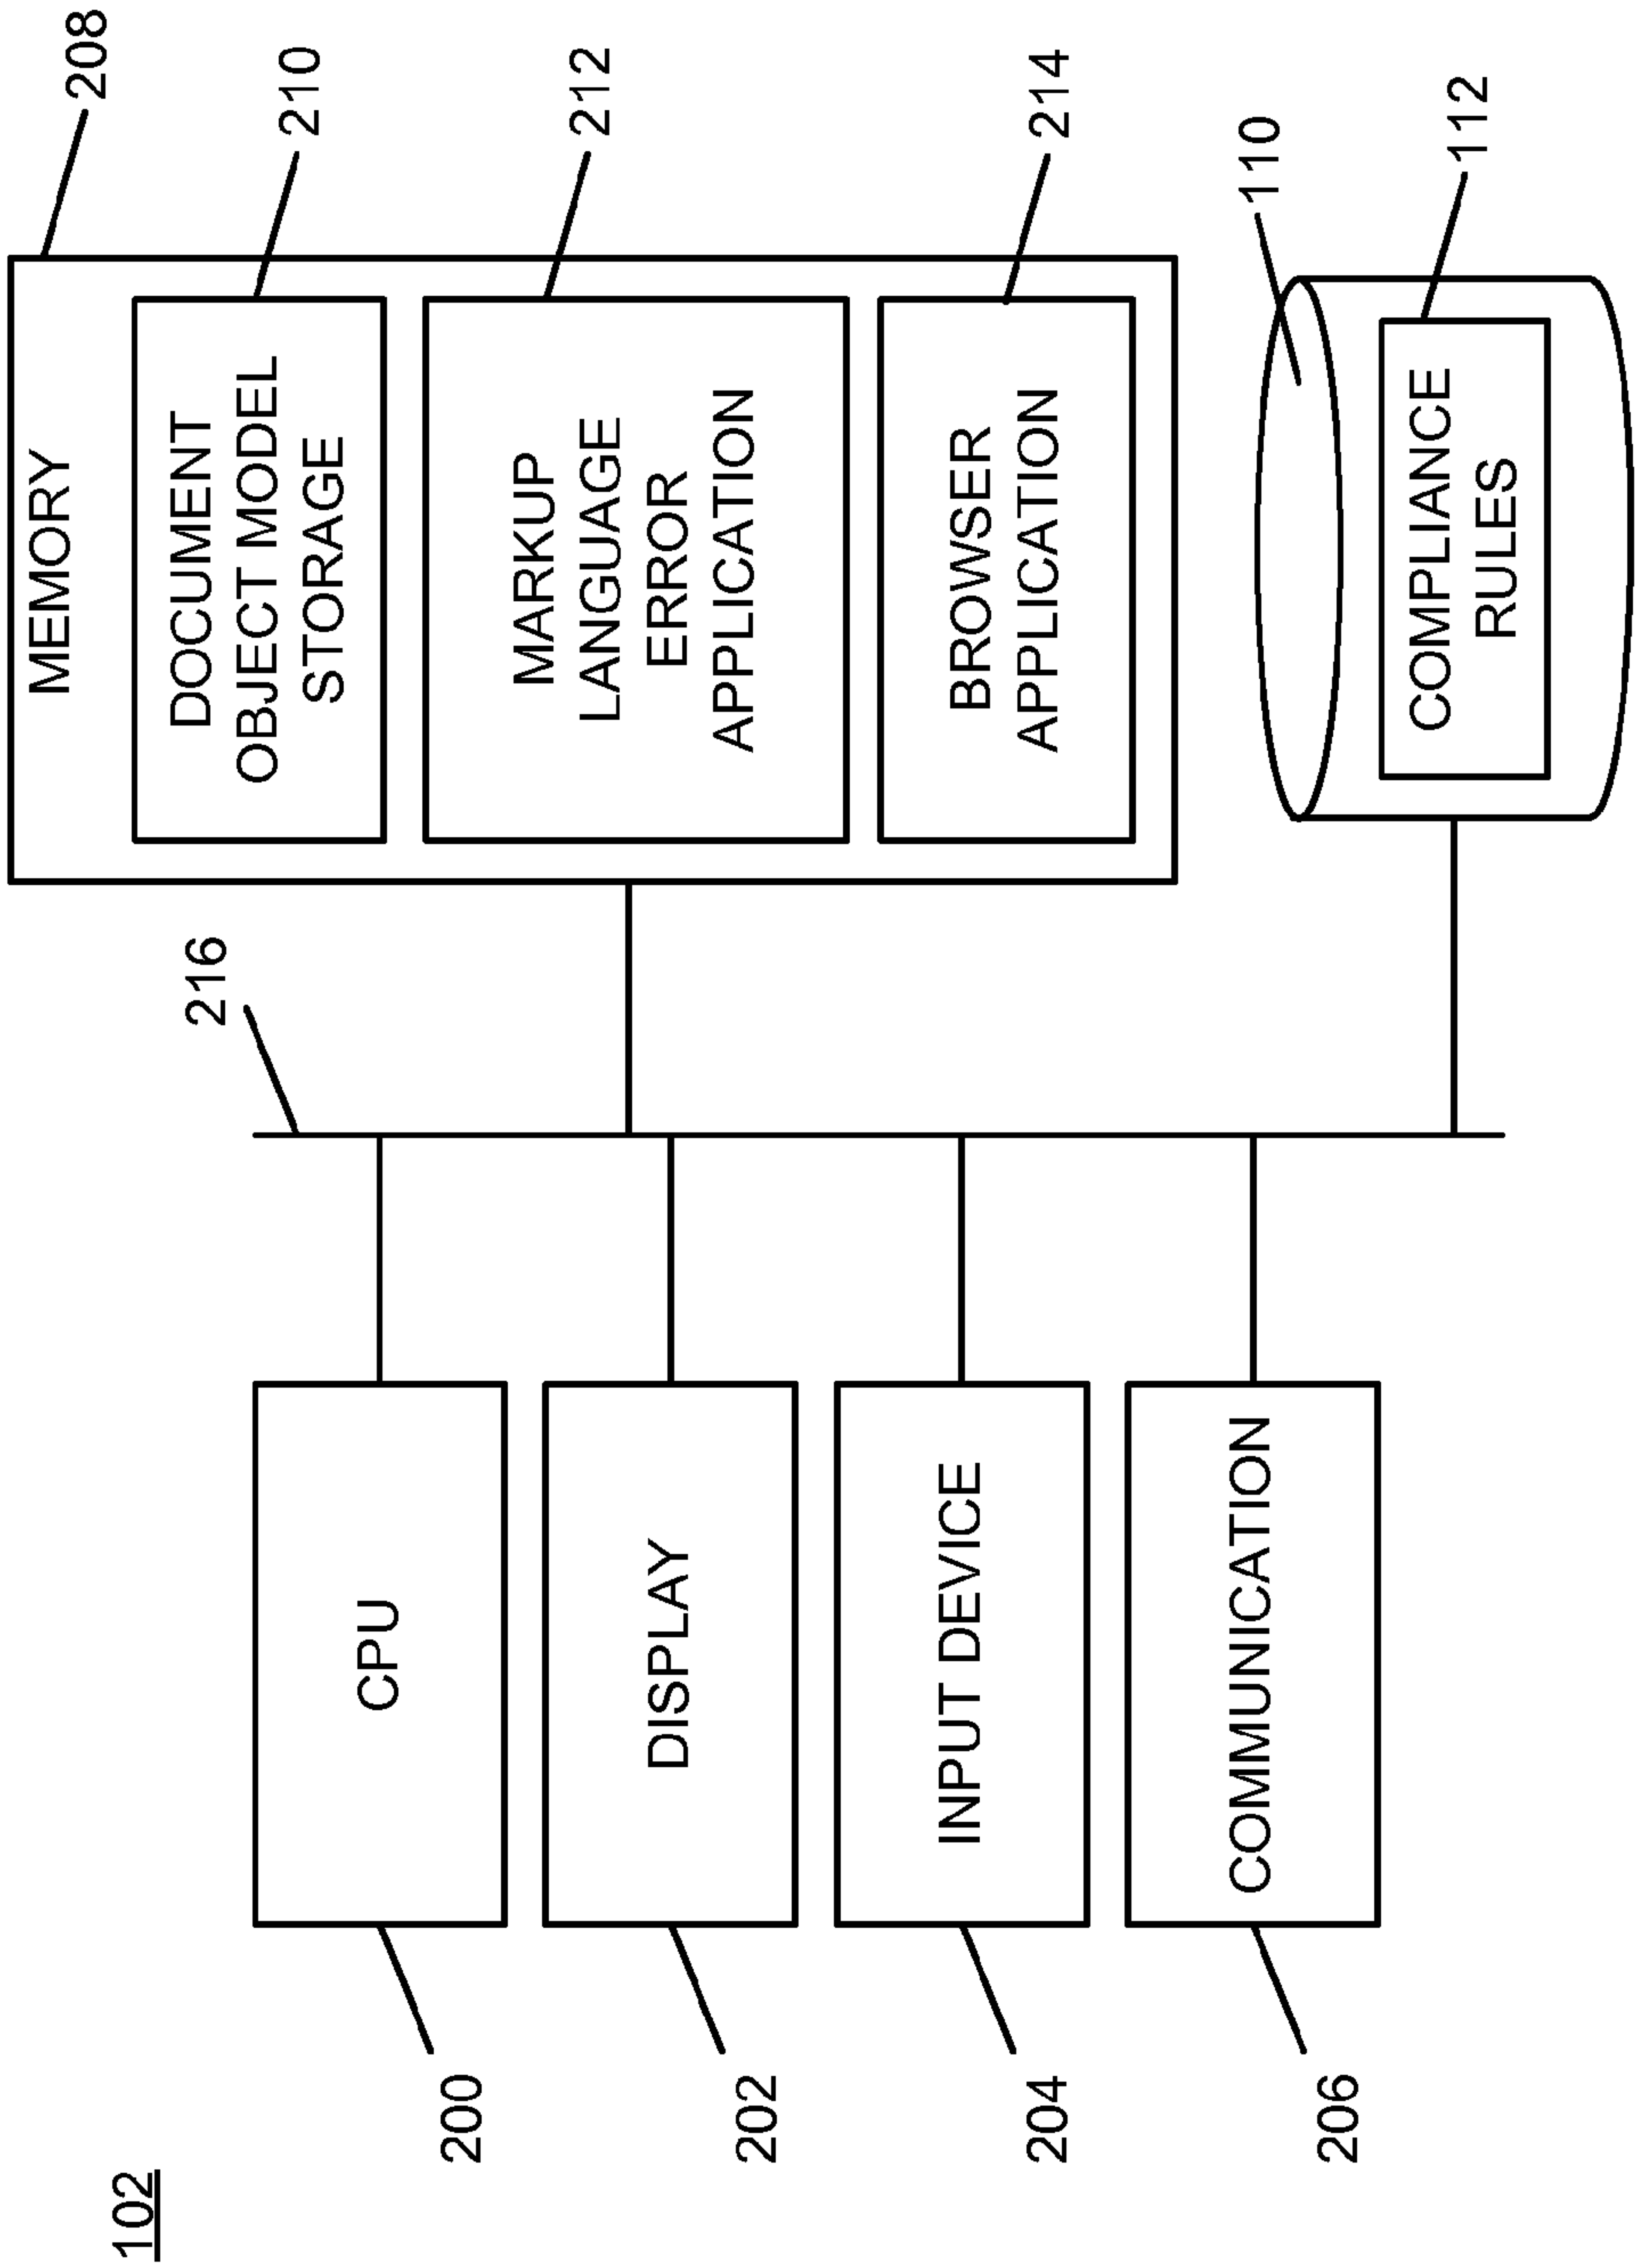 102
200
CPU
202
DISPLAY
204
INPUT DEVICE
206
COMMUNICATION
216
MEMORY
208
DOCUMENT
OBJECT MODEL
STORAGE
210
MARKUP
LANGUAGE
ERROR
APPLICATION
212
BROWSER
APPLICATION
214
110
COMPLIANCE
RULES
112